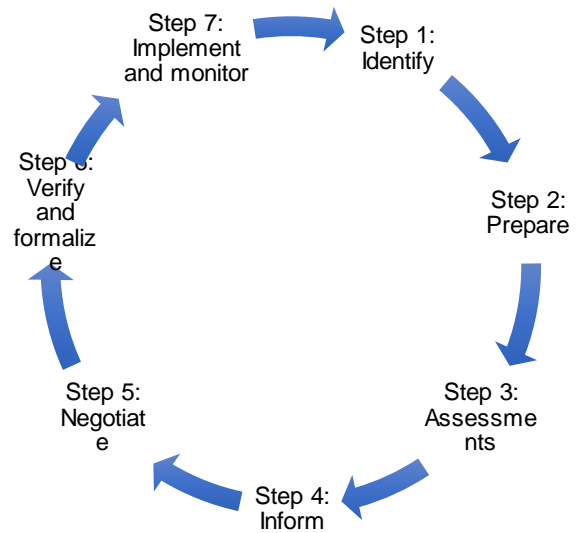 Step 1:
Identify
Step 2:
Prepare
Step 3:
Assessme
nts
Step 4:
Inform
Step 5:
Negotiat
e
Step 6:
Verify
and
formaliz
e
Step 7:
Implement
and monitor